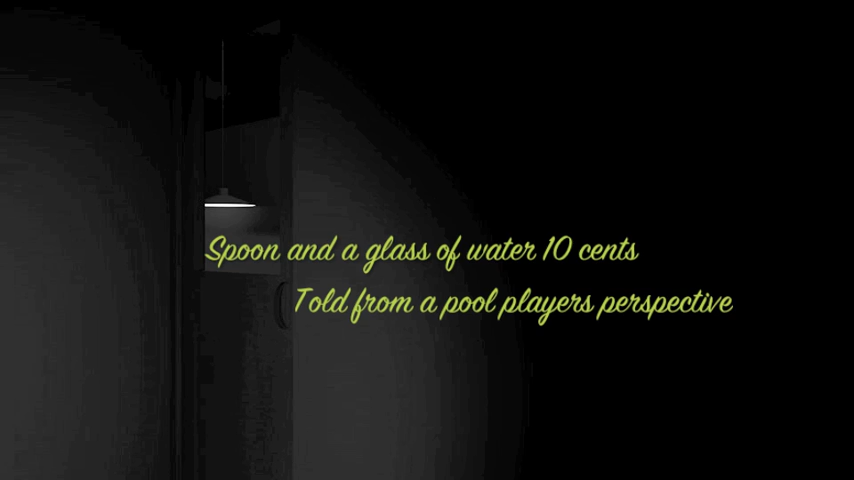 Spoon and a glass of water 10 cents
Told from a pool players perspective